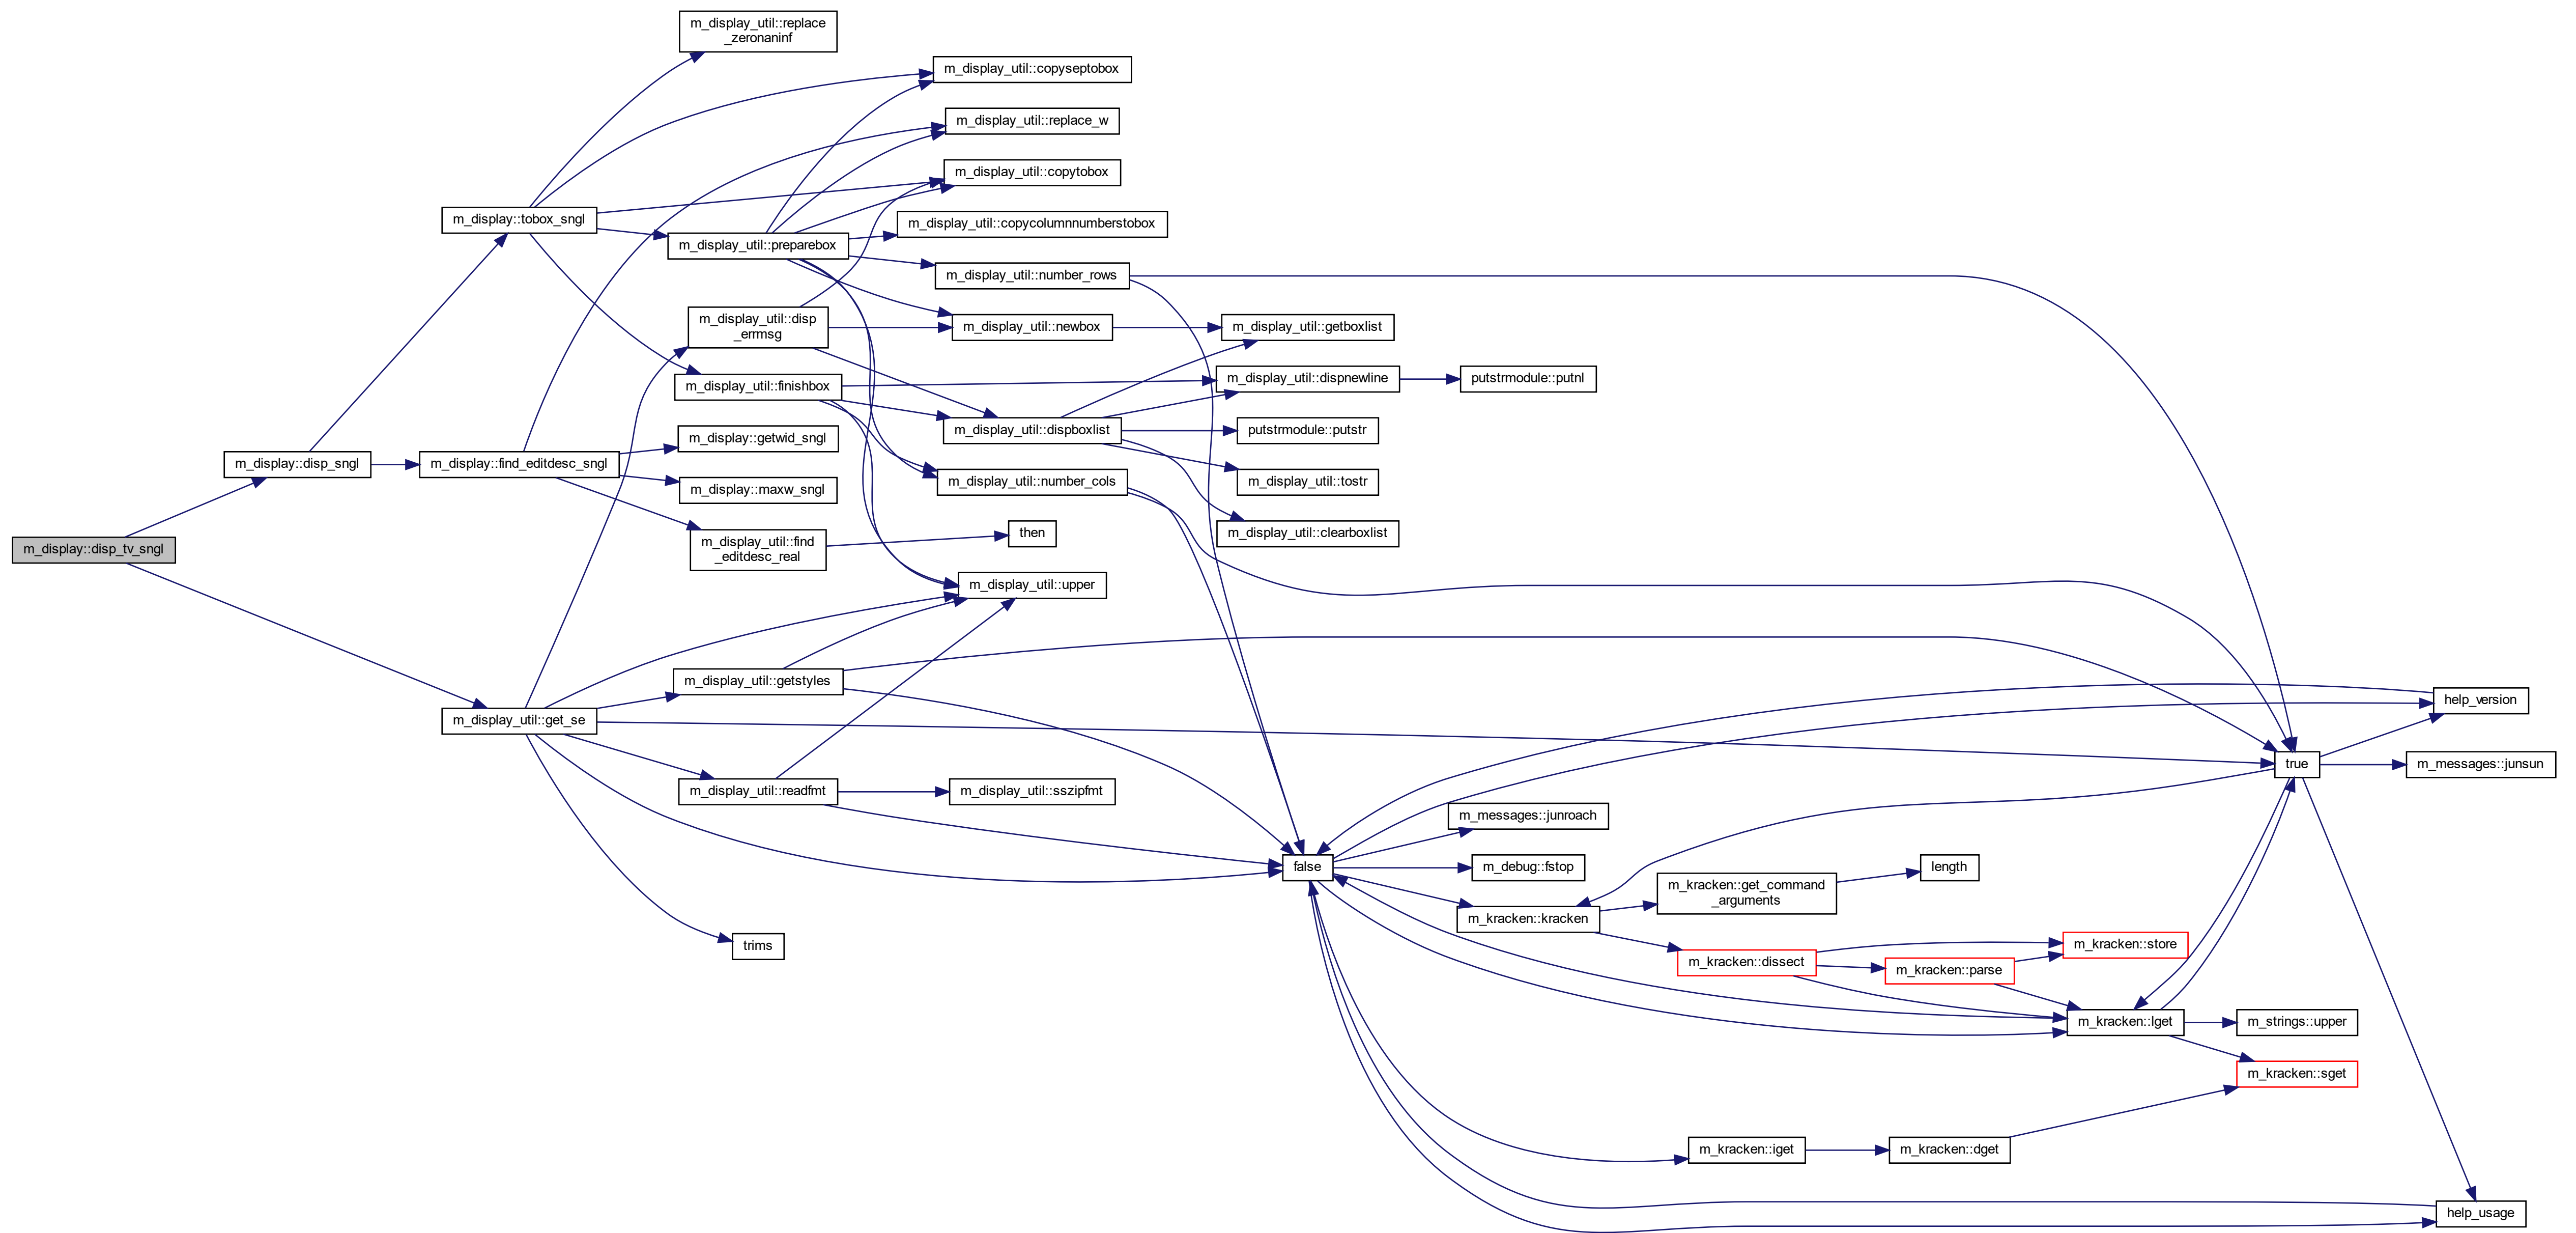 m_display_util::replace
_zeronaninf
m_display_util::copyseptobox
m_display_util::replace_w
m_display_util::copytobox
m_display::tobox_sngl
m_display_util::copycolumnnumberstobox
m_display_util::preparebox
m_display_util::number_rows
m_display_util::disp
_errmsg
m_display_util::newbox
m_display_util::getboxlist
m_display_util::finishbox
m_display_util::dispnewline
putstrmodule::putnl
m_display_util::dispboxlist
putstrmodule::putstr
m_display::getwid_sngl
m_display::disp_sngl
m_display::find_editdesc_sngl
m_display_util::number_cols
m_display_util::tostr
m_display::maxw_sngl
m_display_util::clearboxlist
then
m_display_util::find
_editdesc_real
m_display::disp_tv_sngl
m_display_util::upper
m_display_util::getstyles
help_version
m_display_util::get_se
true
m_messages::junsun
m_display_util::readfmt
m_display_util::sszipfmt
m_messages::junroach
false
m_debug::fstop
length
m_kracken::get_command
_arguments
m_kracken::kracken
trims
m_kracken::store
m_kracken::dissect
m_kracken::parse
m_kracken::lget
m_strings::upper
m_kracken::sget
m_kracken::iget
m_kracken::dget
help_usage